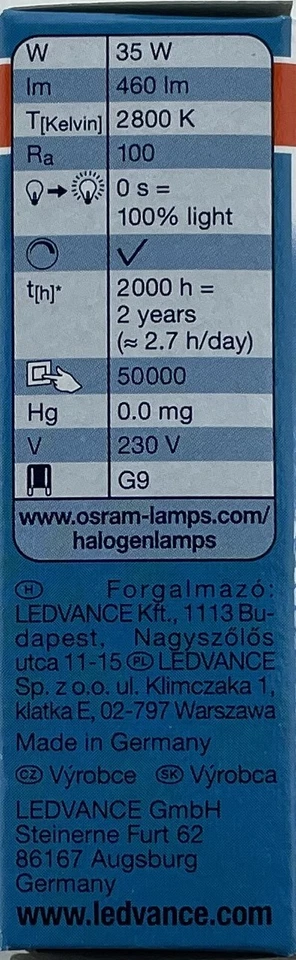 W 35 W
lm 460 lm
T[Kelvin] 2800 K
Ra 100
0 s =
100% light
t[h]* 2000 h =
2 years
(≈ 2.7 h/day)
50000
Hg 0.0 mg
V 230 V
G9
www.osram-lamps.com/
halogenlamps
H Forgalmazó:
LEDVANCE Kft., 1113 Bu-
dapest, Nagyszőlős
utca 11-15 PL LEDVANCE
Sp. z o.o. ul. Klimczaka 1,
klatka E, 02-797 Warszawa
Made in Germany
CZ Výrobce SK Výrobca
LEDVANCE GmbH
Steinerne Furt 62
86167 Augsburg
Germany
www.ledvance.com